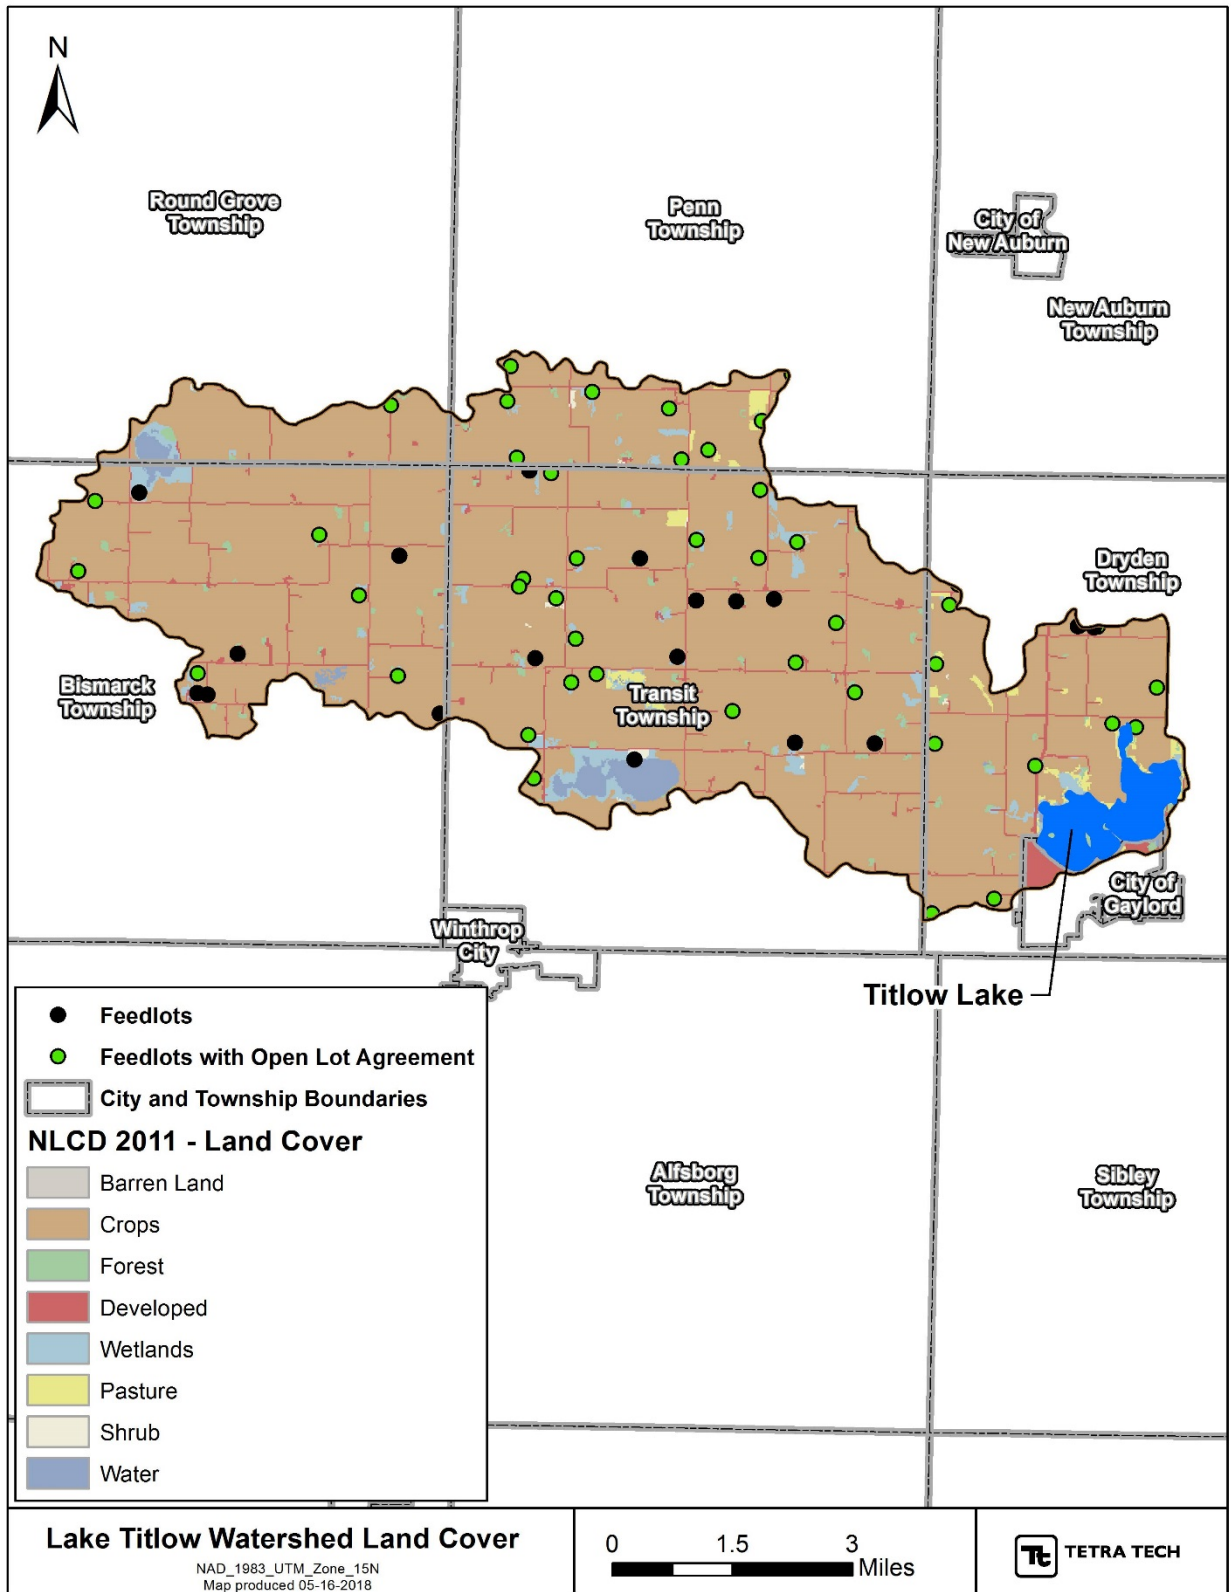 N
Round Grove
Township
Penn
Township
City of
New Auburn
New Auburn
Township
Dryden
Township
Bismarck
Township
Transit
Township
City of
Gaylord
Winthrop
City
Titlow Lake
Alfsborg
Township
Sibley
Township
Feedlots
Feedlots with Open Lot Agreement
City and Township Boundaries
NLCD 2011 - Land Cover
Barren Land
Crops
Forest
Developed
Wetlands
Pasture
Shrub
Water
Lake Titlow Watershed Land Cover
NAD_1983_UTM_Zone_15N
Map produced 05-16-2018
0 1.5 3
Miles
Tt TETRA TECH